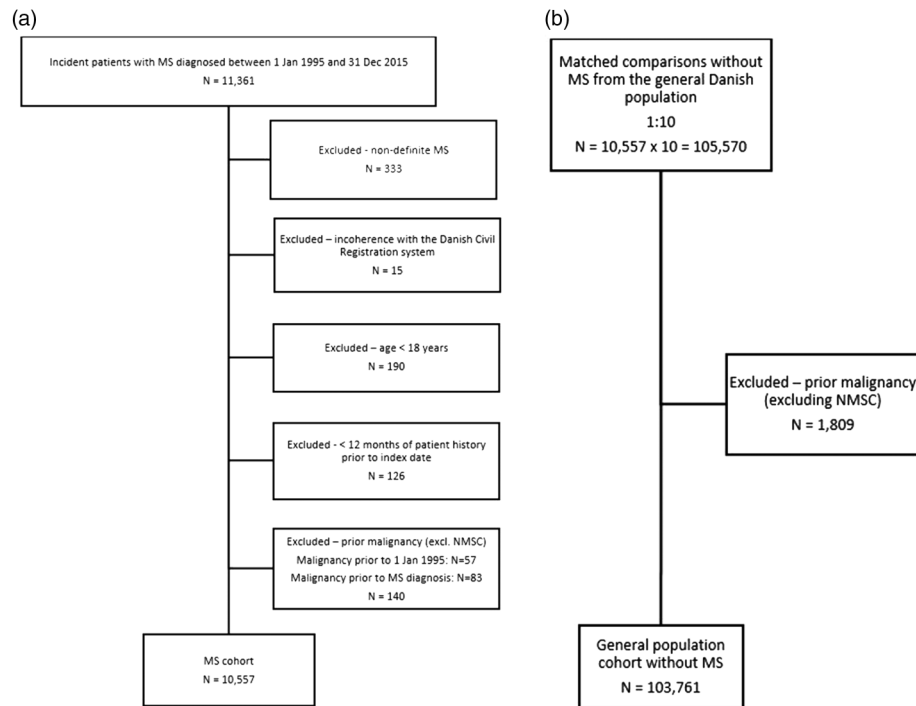 (a)
Incident patients with MS diagnosed between 1 Jan 1995 and 31 Dec 2015
N = 11,361
Excluded - non-definite MS
N = 333
Excluded – incoherence with the Danish Civil
Registration system
N = 15
Excluded – age < 18 years
N = 190
Excluded - < 12 months of patient history
prior to index date
N = 126
Excluded – prior malignancy (excl. NMSC)
Malignancy prior to 1 Jan 1995: N=57
Malignancy prior to MS diagnosis: N=83
N = 140
MS cohort
N = 10,557
(b)
Matched comparisons without
MS from the general Danish
population
1:10
N = 10,557 x 10 = 105,570
Excluded – prior malignancy
(excluding NMSC)
N = 1,809
General population
cohort without MS
N = 103,761